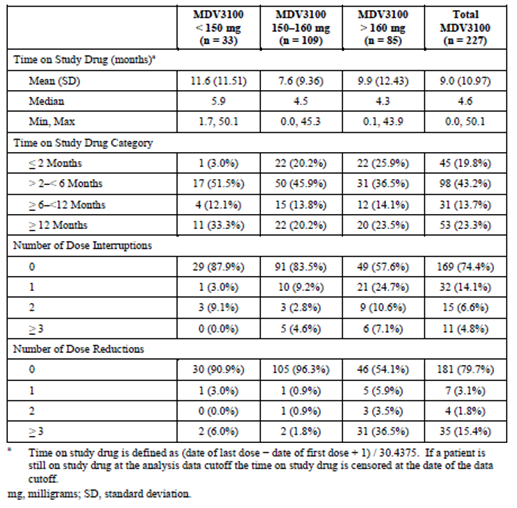 MDV3100 < 150 mg (n = 33) MDV3100 150–160 mg (n = 109) MDV3100 > 160 mg (n = 85) Total MDV3100 (n = 227)
Time on Study Drug (months)a
Mean (SD) 11.6 (11.51) 7.6 (9.36) 9.9 (12.43) 9.0 (10.97)
Median 5.9 4.5 4.3 4.6
Min, Max 1.7, 50.1 0.0, 45.3 0.1, 43.9 0.0, 50.1
Time on Study Drug Category
≤ 2 Months 1 (3.0%) 22 (20.2%) 22 (25.9%) 45 (19.8%)
> 2–< 6 Months 17 (51.5%) 50 (45.9%) 31 (36.5%) 98 (43.2%)
≥ 6–<12 Months 4 (12.1%) 15 (13.8%) 12 (14.1%) 31 (13.7%)
≥ 12 Months 11 (33.3%) 22 (20.2%) 20 (23.5%) 53 (23.3%)
Number of Dose Interruptions
0 29 (87.9%) 91 (83.5%) 49 (57.6%) 169 (74.4%)
1 1 (3.0%) 10 (9.2%) 21 (24.7%) 32 (14.1%)
2 3 (9.1%) 3 (2.8%) 9 (10.6%) 15 (6.6%)
≥ 3 0 (0.0%) 5 (4.6%) 6 (7.1%) 11 (4.8%)
Number of Dose Reductions
0 30 (90.9%) 105 (96.3%) 46 (54.1%) 181 (79.7%)
1 1 (3.0%) 1 (0.9%) 5 (5.9%) 7 (3.1%)
2 0 (0.0%) 1 (0.9%) 3 (3.5%) 4 (1.8%)
≥ 3 2 (6.0%) 2 (1.8%) 31 (36.5%) 35 (15.4%)
a Time on study drug is defined as (date of last dose − date of first dose + 1) / 30.4375. If a patient is
still on study drug at the analysis data cutoff the time on study drug is censored at the date of the data
cutoff.
mg, milligrams; SD, standard deviation.